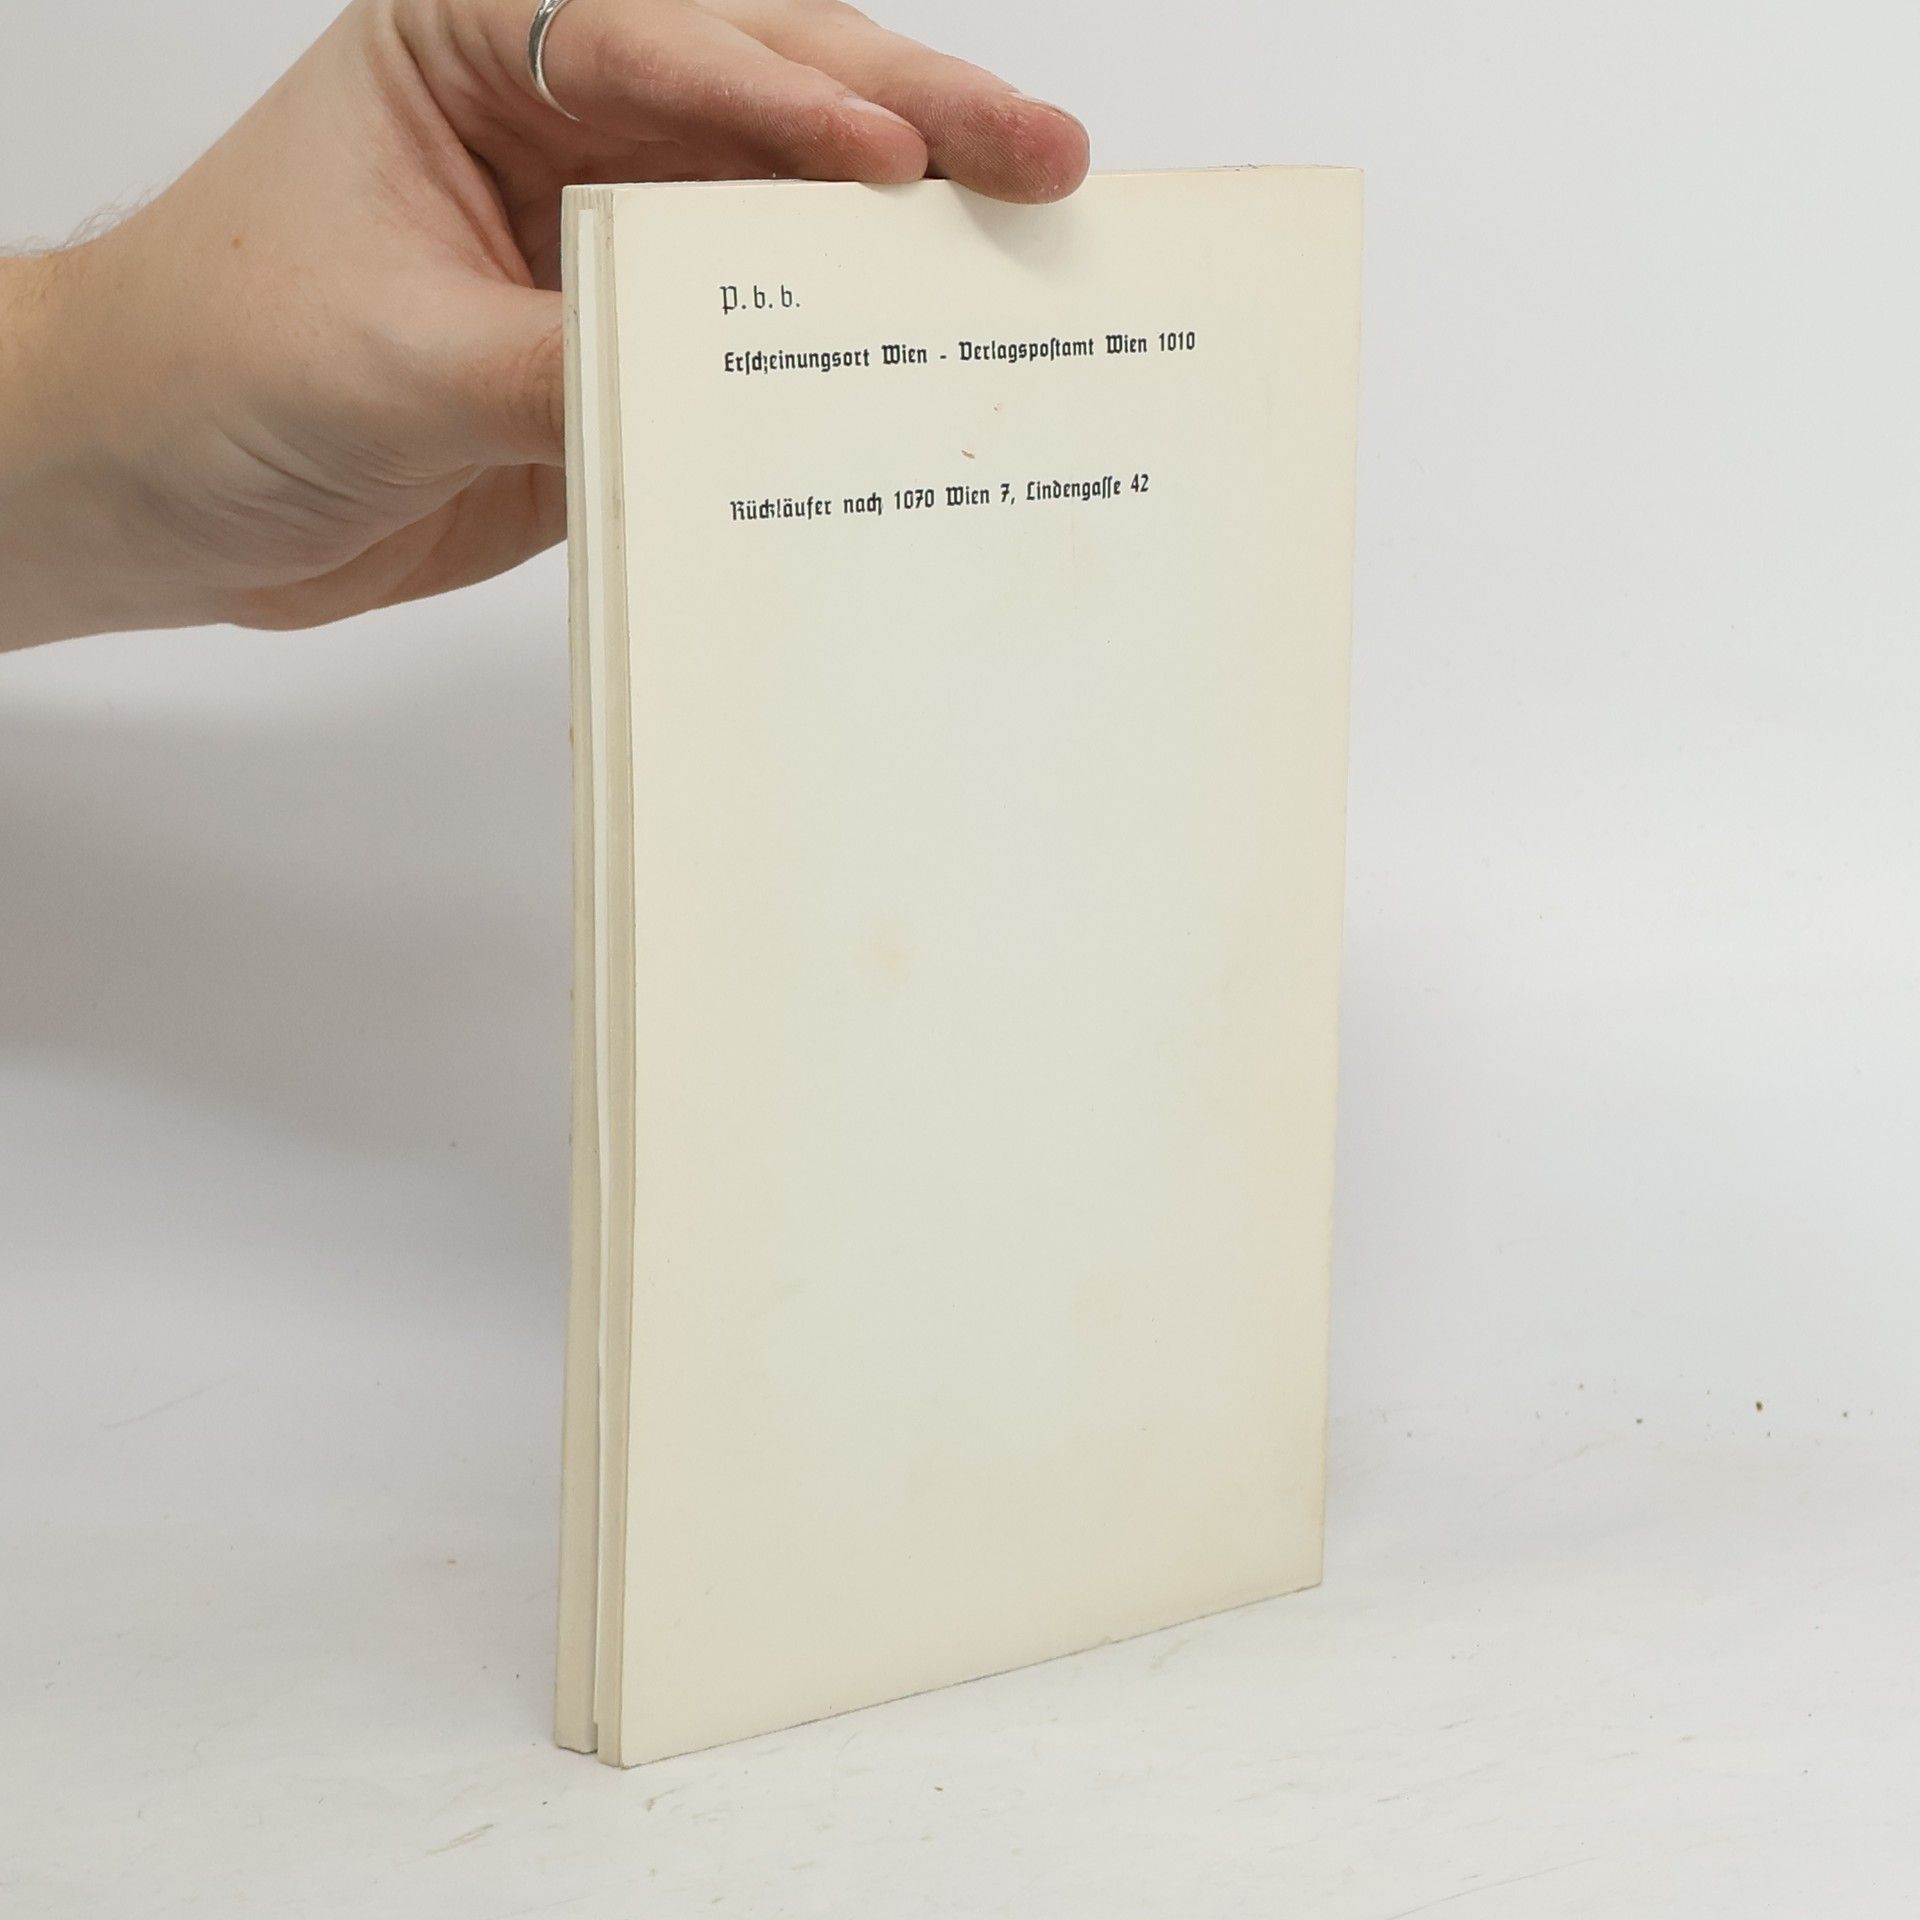 P. b. b.
Erſcheinungsort Wien - Verlagspoſtamt Wien 1010
Rückläufer nach 1070 Wien 7, Lindengaſſe 42